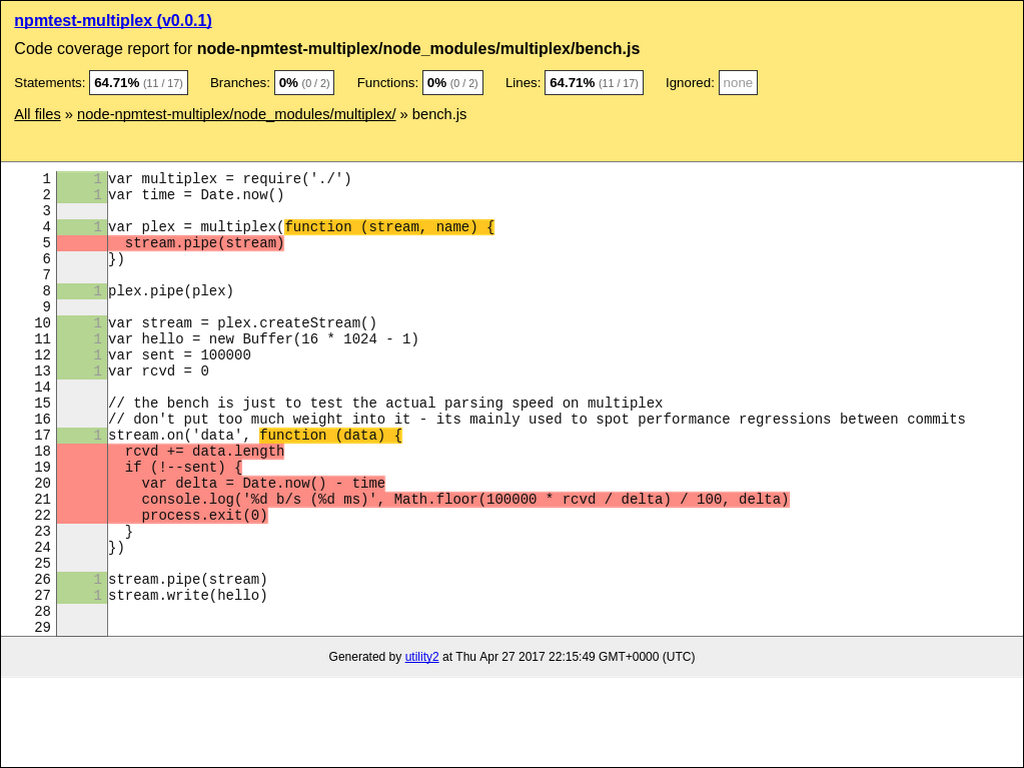 npmtest-multiplex (v0.0.1)
Code coverage report for node-npmtest-multiplex/node_modules/multiplex/bench.js
Statements: 64.71% (11 / 17) Branches: 0% (0 / 2) Functions: 0% (0 / 2) Lines: 64.71% (11 / 17) Ignored: none
All files » node-npmtest-multiplex/node_modules/multiplex/ » bench.js
1 1 var multiplex = require('./')
2 1 var time = Date.now()
3
4 1 var plex = multiplex(function (stream, name) {
5   stream.pipe(stream)
6 })
7
8 1 plex.pipe(plex)
9
10 1 var stream = plex.createStream()
11 1 var hello = new Buffer(16 * 1024 - 1)
12 1 var sent = 100000
13 1 var rcvd = 0
14
15 // the bench is just to test the actual parsing speed on multiplex
16 // don't put too much weight into it - its mainly used to spot performance regressions between commits
17 1 stream.on('data', function (data) {
18   rcvd += data.length
19   if (!--sent) {
20     var delta = Date.now() - time
21     console.log('%d b/s (%d ms)', Math.floor(100000 * rcvd / delta) / 100, delta)
22     process.exit(0)
23   }
24 })
25
26 1 stream.pipe(stream)
27 1 stream.write(hello)
28
29
Generated by utility2 at Thu Apr 27 2017 22:15:49 GMT+0000 (UTC)